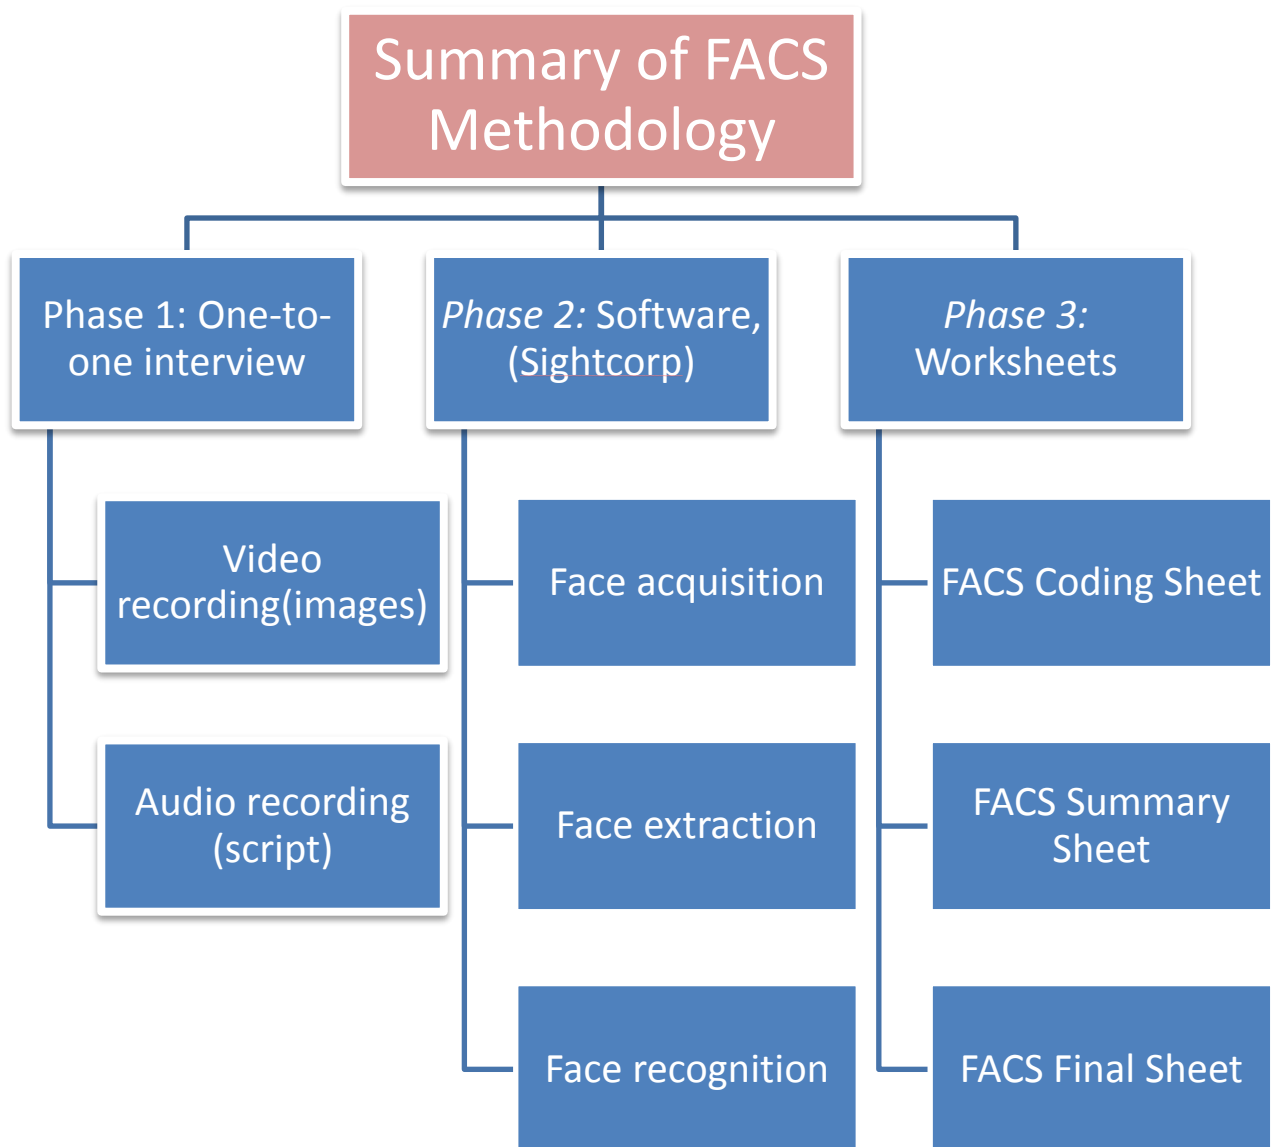 Summary of FACS
Methodology
Phase 1: One-to-
one interview
Video
recording(images)
Audio recording
(script)
Phase 2: Software,
(Sightcorp)
Face acquisition
Face extraction
Face recognition
Phase 3:
Worksheets
FACS Coding Sheet
FACS Summary
Sheet
FACS Final Sheet